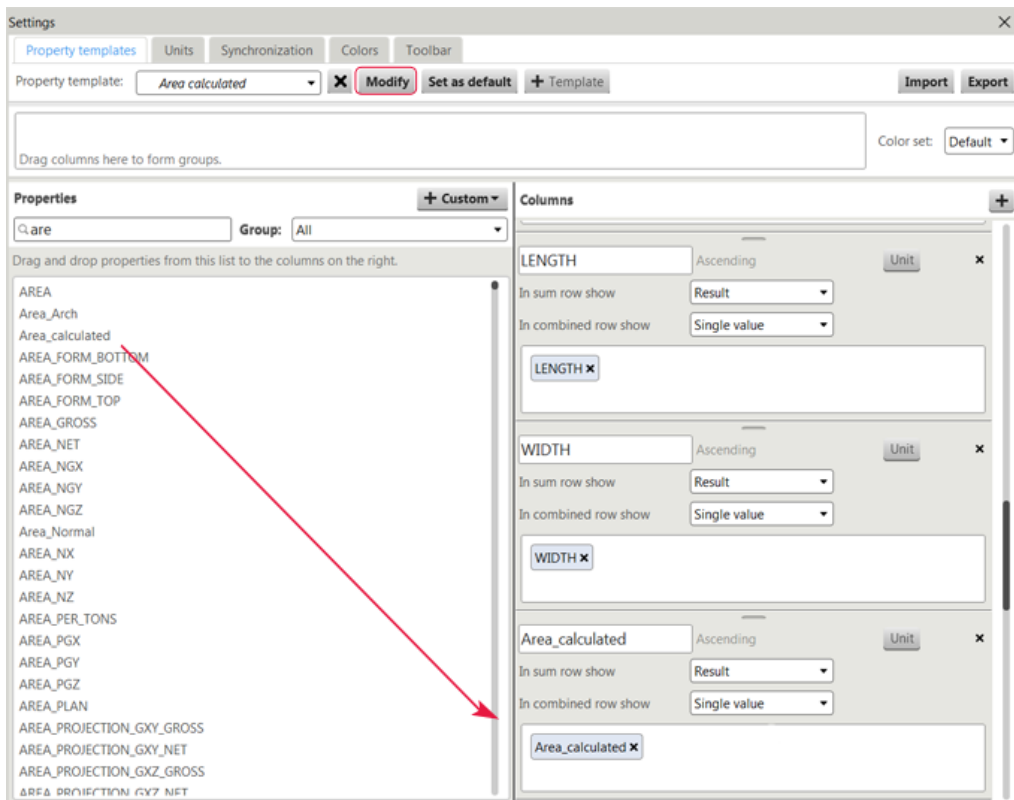 Settings
Property templates Units Synchronization Colors Toolbar
Property template: Area calculated Modify Set as default + Template Import Export
Drag columns here to form groups.
Color set: Default
Properties + Custom
are Group: All
Drag and drop properties from this list to the columns on the right.
AREA
Area_Arch
Area_calculated
AREA_FORM_BOTTOM
AREA_FORM_SIDE
AREA_FORM_TOP
AREA_GROSS
AREA_NET
AREA_NGX
AREA_NGY
AREA_NGZ
Area_Normal
AREA_NX
AREA_NY
AREA_NZ
AREA_PER_TONS
AREA_PGX
AREA_PGY
AREA_PGZ
AREA_PLAN
AREA_PROJECTION_GXY_GROSS
AREA_PROJECTION_GXY_NET
AREA_PROJECTION_GXZ_GROSS
AREA_PROJECTION_GXZ_NET
Columns +
LENGTH Ascending Unit
In sum row show Result
In combined row show Single value
LENGTH
WIDTH Ascending Unit
In sum row show Result
In combined row show Single value
WIDTH
Area_calculated Ascending Unit
In sum row show Result
In combined row show Single value
Area_calculated